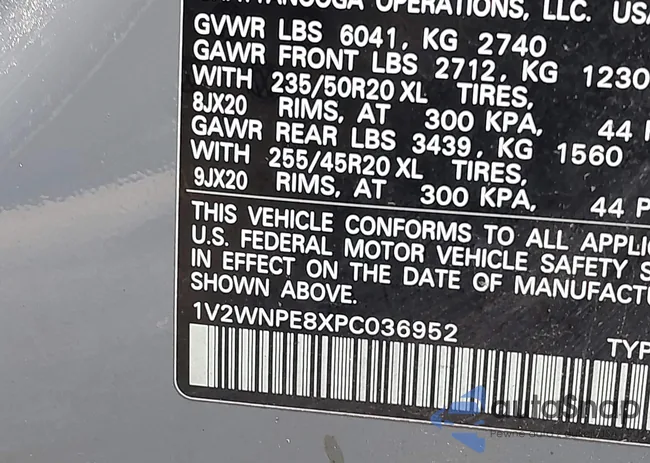 CHATTANOOGA OPERATIONS, LLC. USA
GVWR LBS 6041, KG 2740
GAWR FRONT LBS 2712, KG 1230
WITH 235/50R20 XL TIRES,
8JX20 RIMS, AT 300 KPA, 44 P
GAWR REAR LBS 3439, KG 1560
WITH 255/45R20 XL TIRES,
9JX20 RIMS, AT 300 KPA, 44 P
THIS VEHICLE CONFORMS TO ALL APPLIC
U.S. FEDERAL MOTOR VEHICLE SAFETY S
IN EFFECT ON THE DATE OF MANUFACTU
SHOWN ABOVE.
1V2WNPE8XPC036952
TYP
autoSnap